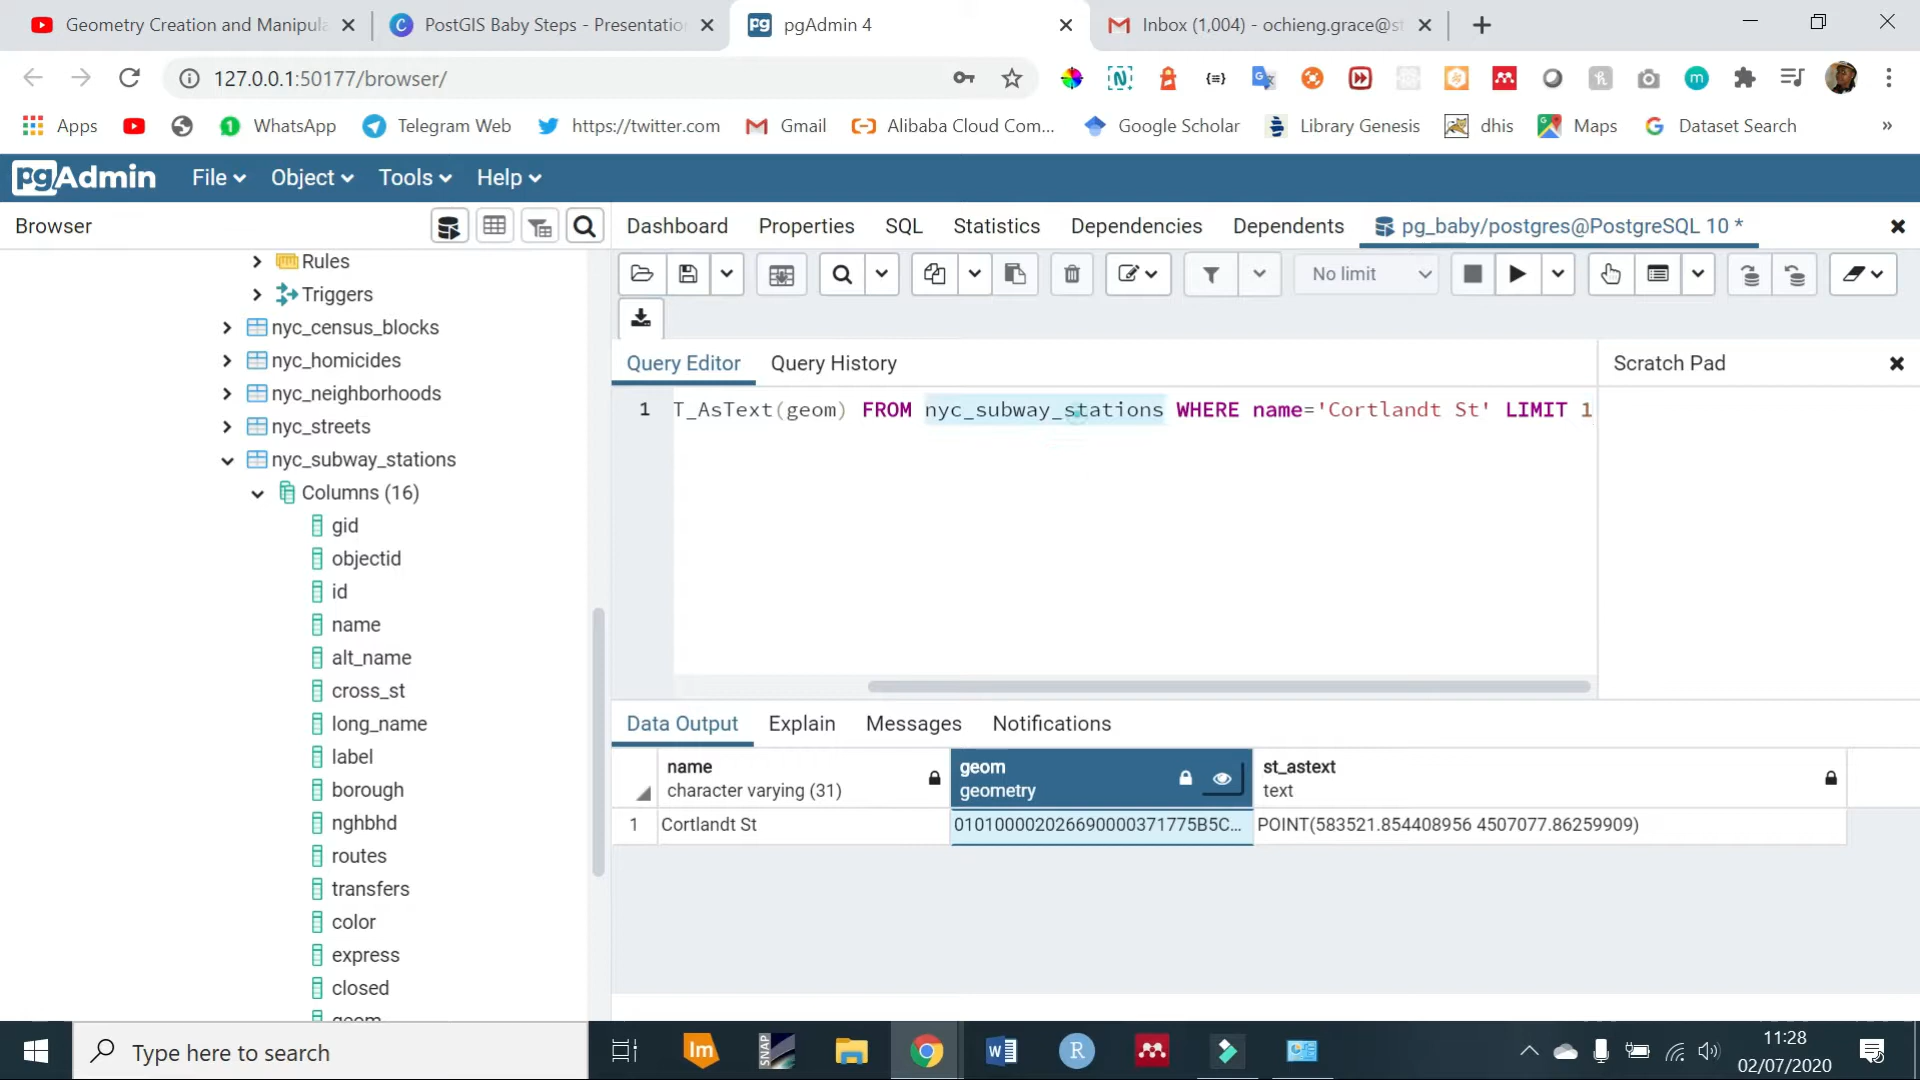 Geometry Creation and Manipula
PostGIS Baby Steps - Presentatio
pgAdmin 4
Inbox (1,004) - ochieng.grace@st
127.0.0.1:50177/browser/
Apps
WhatsApp
Telegram Web
https://twitter.com
Gmail
Alibaba Cloud Com...
Google Scholar
Library Genesis
dhis
Maps
Dataset Search
pgAdmin
File
Object
Tools
Help
Browser
Dashboard
Properties
SQL
Statistics
Dependencies
Dependents
pg_baby/postgres@PostgreSQL 10 *
No limit
Rules
Triggers
nyc_census_blocks
nyc_homicides
nyc_neighborhoods
nyc_streets
nyc_subway_stations
Columns (16)
gid
objectid
id
name
alt_name
cross_st
long_name
label
borough
nghbhd
routes
transfers
color
express
closed
geom
Query Editor
Query History
Scratch Pad
1 T_AsText(geom) FROM nyc_subway_stations WHERE name='Cortlandt St' LIMIT 1
Data Output
Explain
Messages
Notifications
name
character varying (31)
geom
geometry
st_astext
text
1 Cortlandt St 010100002026690000371775B5C... POINT(583521.854408956 4507077.86259909)
Type here to search
Im
SNAP
11:28
02/07/2020